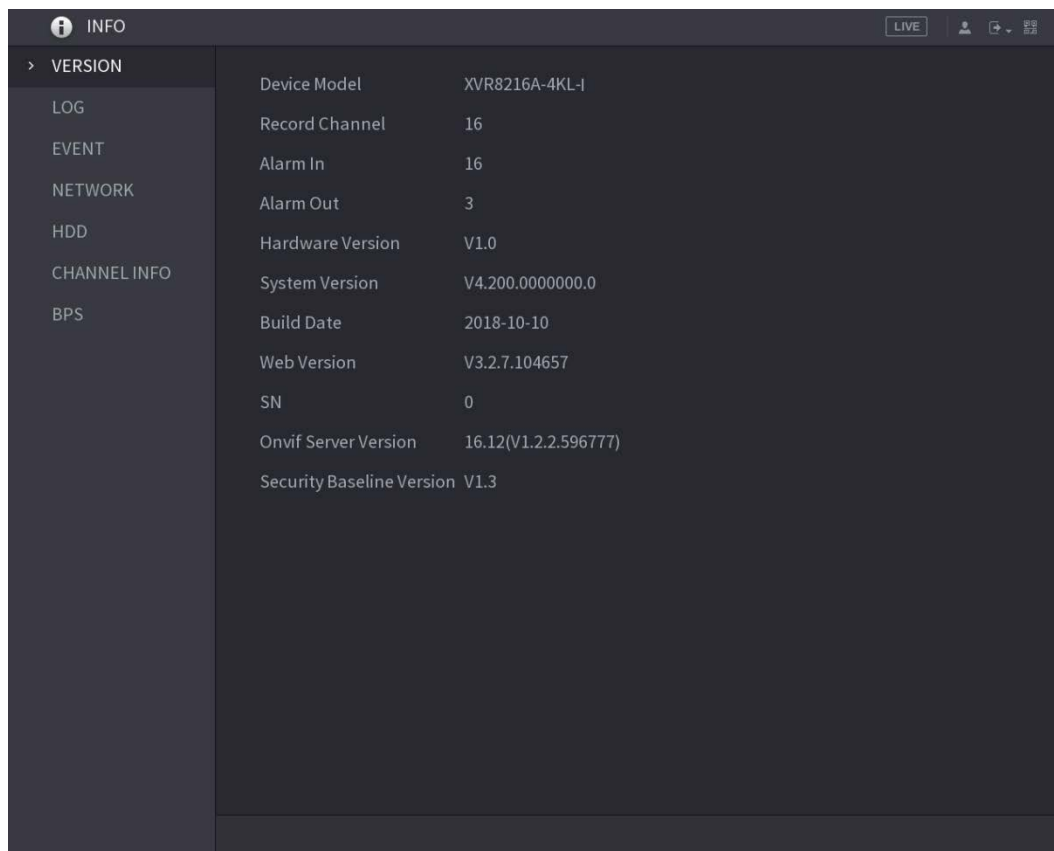 INFO
LIVE
VERSION
LOG
EVENT
NETWORK
HDD
CHANNEL INFO
BPS
Device Model XVR8216A-4KL-I
Record Channel 16
Alarm In 16
Alarm Out 3
Hardware Version V1.0
System Version V4.200.0000000.0
Build Date 2018-10-10
Web Version V3.2.7.104657
SN 0
Onvif Server Version 16.12(V1.2.2.596777)
Security Baseline Version V1.3